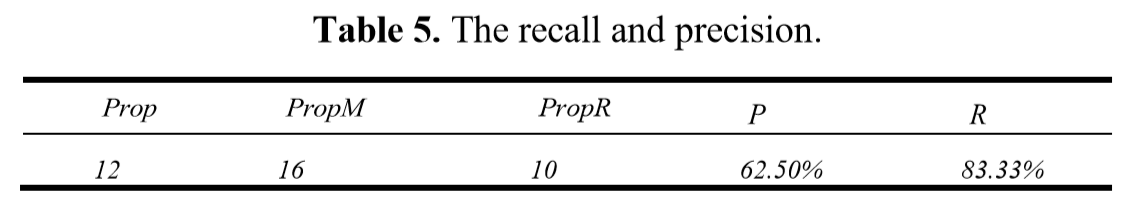 Table 5. The recall and precision.
Prop PropM PropR P R
12 16 10 62.50% 83.33%